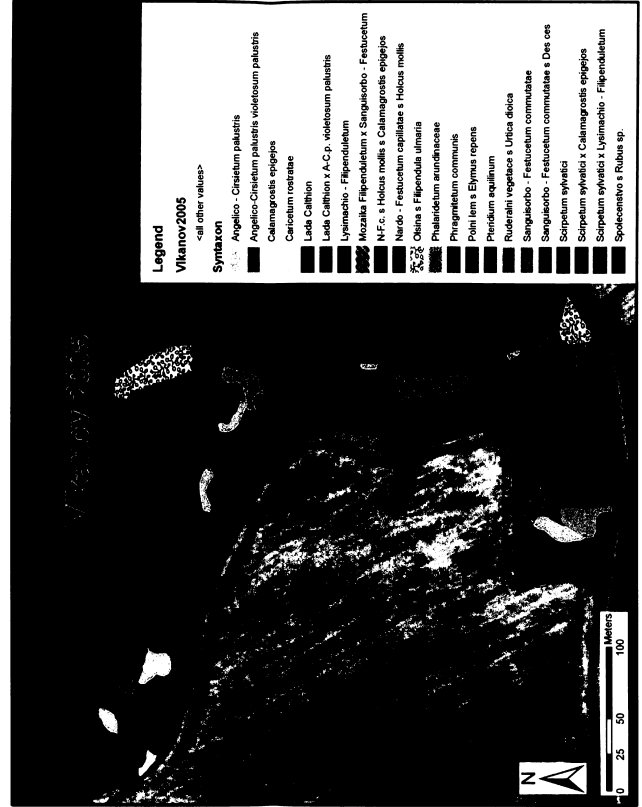 Vlkanov 2005
Legend
Vlkanov2005
<all other values>
Syntaxon
Angelico - Cirsietum palustris
Angelico-Cirsietum palustris violetosum palustris
Calamagrostis epigejos
Caricetum rostratae
Lada Calthion
Lada Calthion x A-C.p. violetosum palustris
Lysimachio - Filipenduletum
Mozaika Filipenduletum x Sanguisorbo - Festucetum
N-F.c. s Holcus mollis s Calamagrostis epigejos
Nardo - Festucetum capillatae s Holcus mollis
Olsina s Filipendula ulmaria
Phalaridetum arundinaceae
Phragmitetum communis
Polni lem s Elymus repens
Pteridium aquilinum
Ruderalni vegetace s Urtica dioica
Sanguisorbo - Festucetum commutatae
Sanguisorbo - Festucetum commutatae s Des ces
Scirpetum sylvatici
Scirpetum sylvatici x Calamagrostis epigejos
Scirpetum sylvatici x Lysimachio - Filipenduletum
Spolecenstvo s Rubus sp.
N
0 25 50 100
Meters